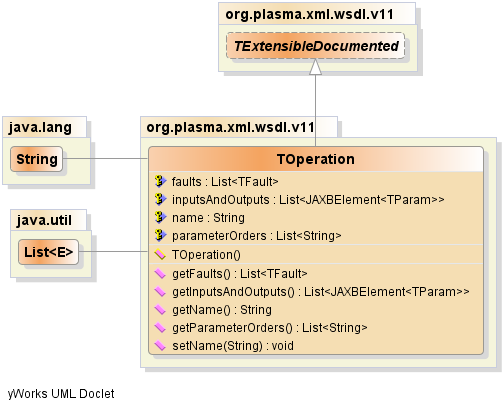 org.plasma.xml.wsdl.v11
TExtensibleDocumented
java.lang
String
org.plasma.xml.wsdl.v11
TOperation
faults : List<TFault>
inputsAndOutputs : List<JAXBElement<TParam>>
name : String
parameterOrders : List<String>
java.util
List<E>
TOperation()
getFaults() : List<TFault>
getInputsAndOutputs() : List<JAXBElement<TParam>>
getName() : String
getParameterOrders() : List<String>
setName(String) : void
yWorks UML Doclet